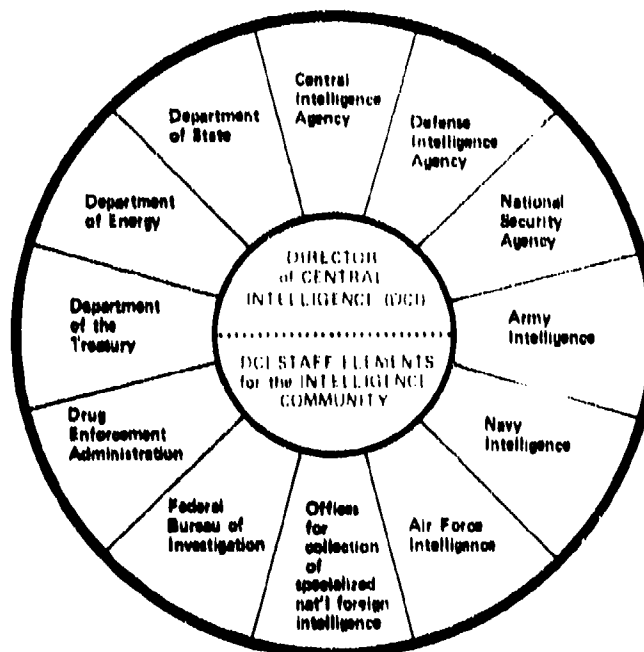 Central
Intelligence
Agency
Defense
Intelligence
Agency
National
Security
Agency
Army
Intelligence
Navy
Intelligence
Air Force
Intelligence
Offices
for
collection
of
specialized
nat'l foreign
intelligence
Federal
Bureau of
Investigation
Drug
Enforcement
Administration
Department
of the
Treasury
Department
of Energy
Department
of State
DIRECTOR
of CENTRAL
INTELLIGENCE (DCI)
DCI STAFF ELEMENTS
for the INTELLIGENCE
COMMUNITY